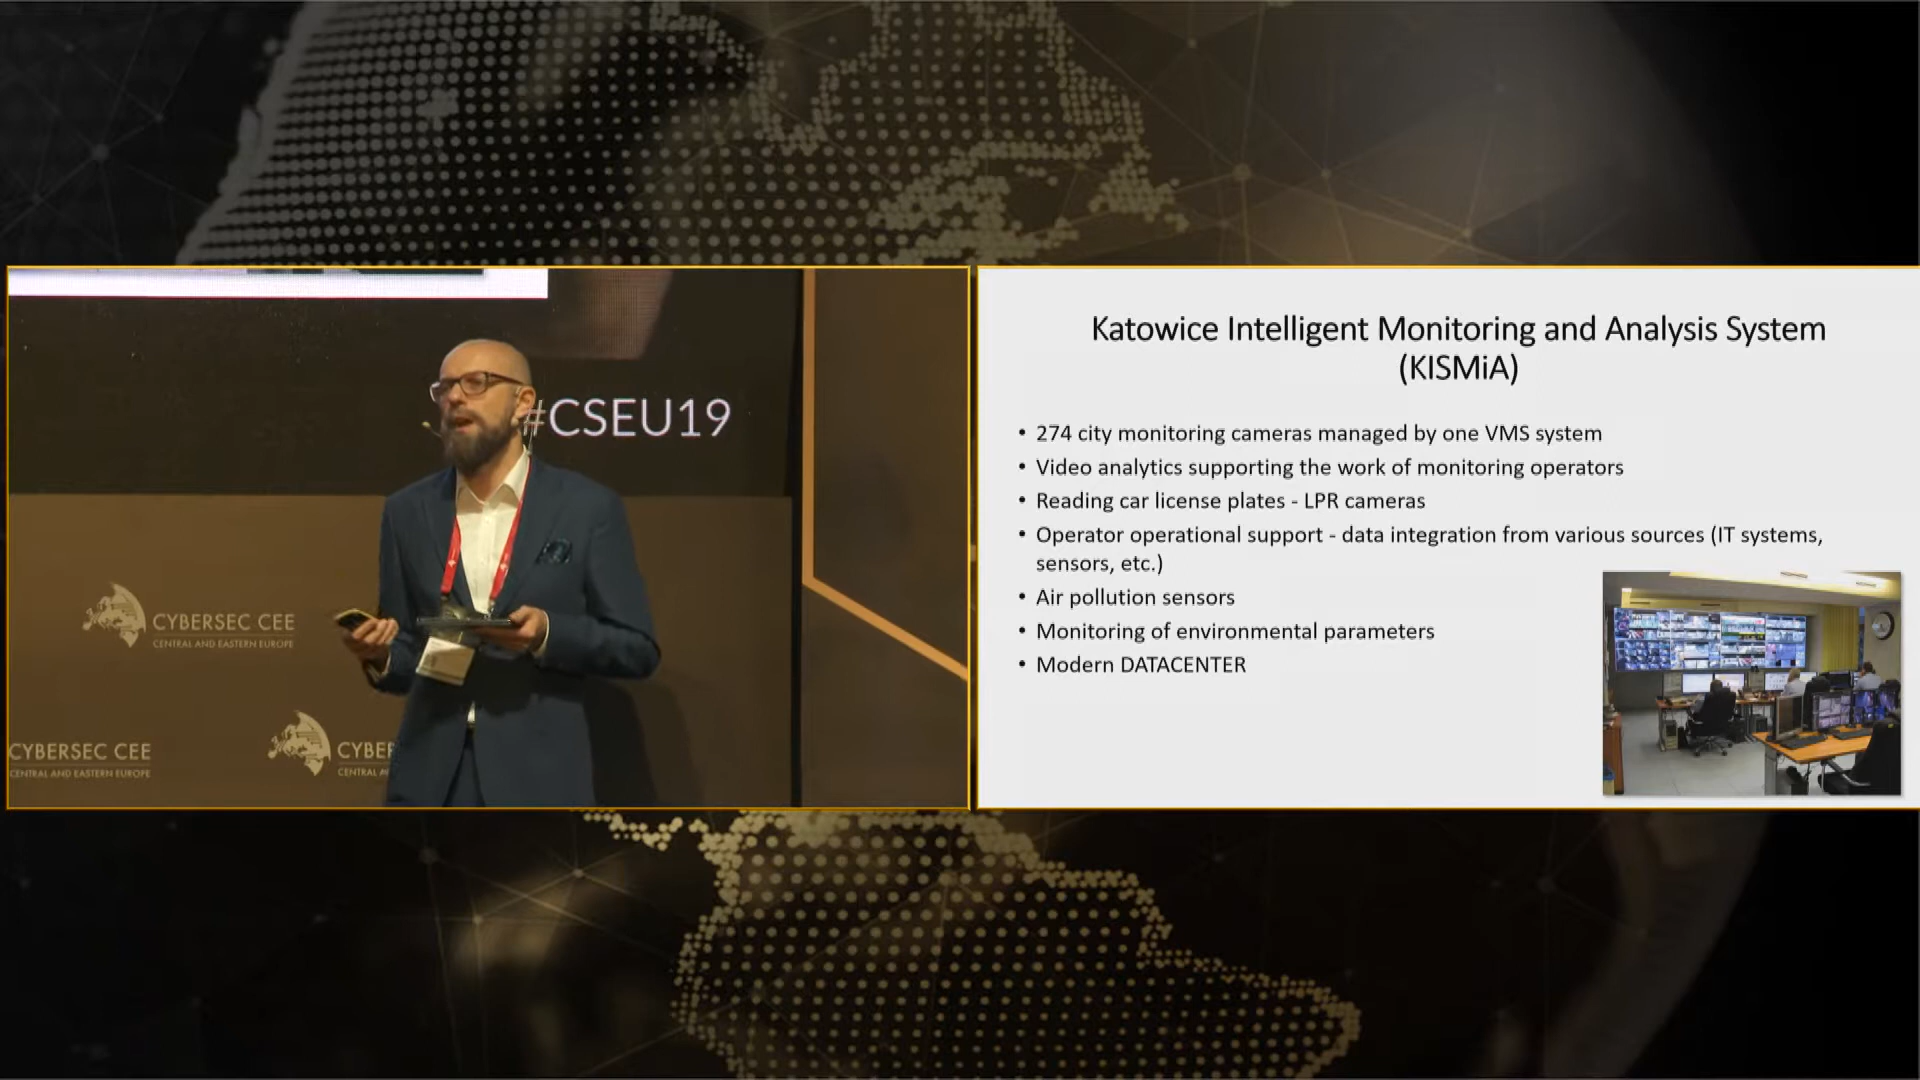 #CSEU19
CYBERSEC CEE
CENTRAL AND EASTERN EUROPE
CYBERSEC CEE
CENTRAL AND EASTERN EUROPE
Katowice Intelligent Monitoring and Analysis System
(KISMiA)
• 274 city monitoring cameras managed by one VMS system
• Video analytics supporting the work of monitoring operators
• Reading car license plates - LPR cameras
• Operator operational support - data integration from various sources (IT systems,
sensors, etc.)
• Air pollution sensors
• Monitoring of environmental parameters
• Modern DATACENTER